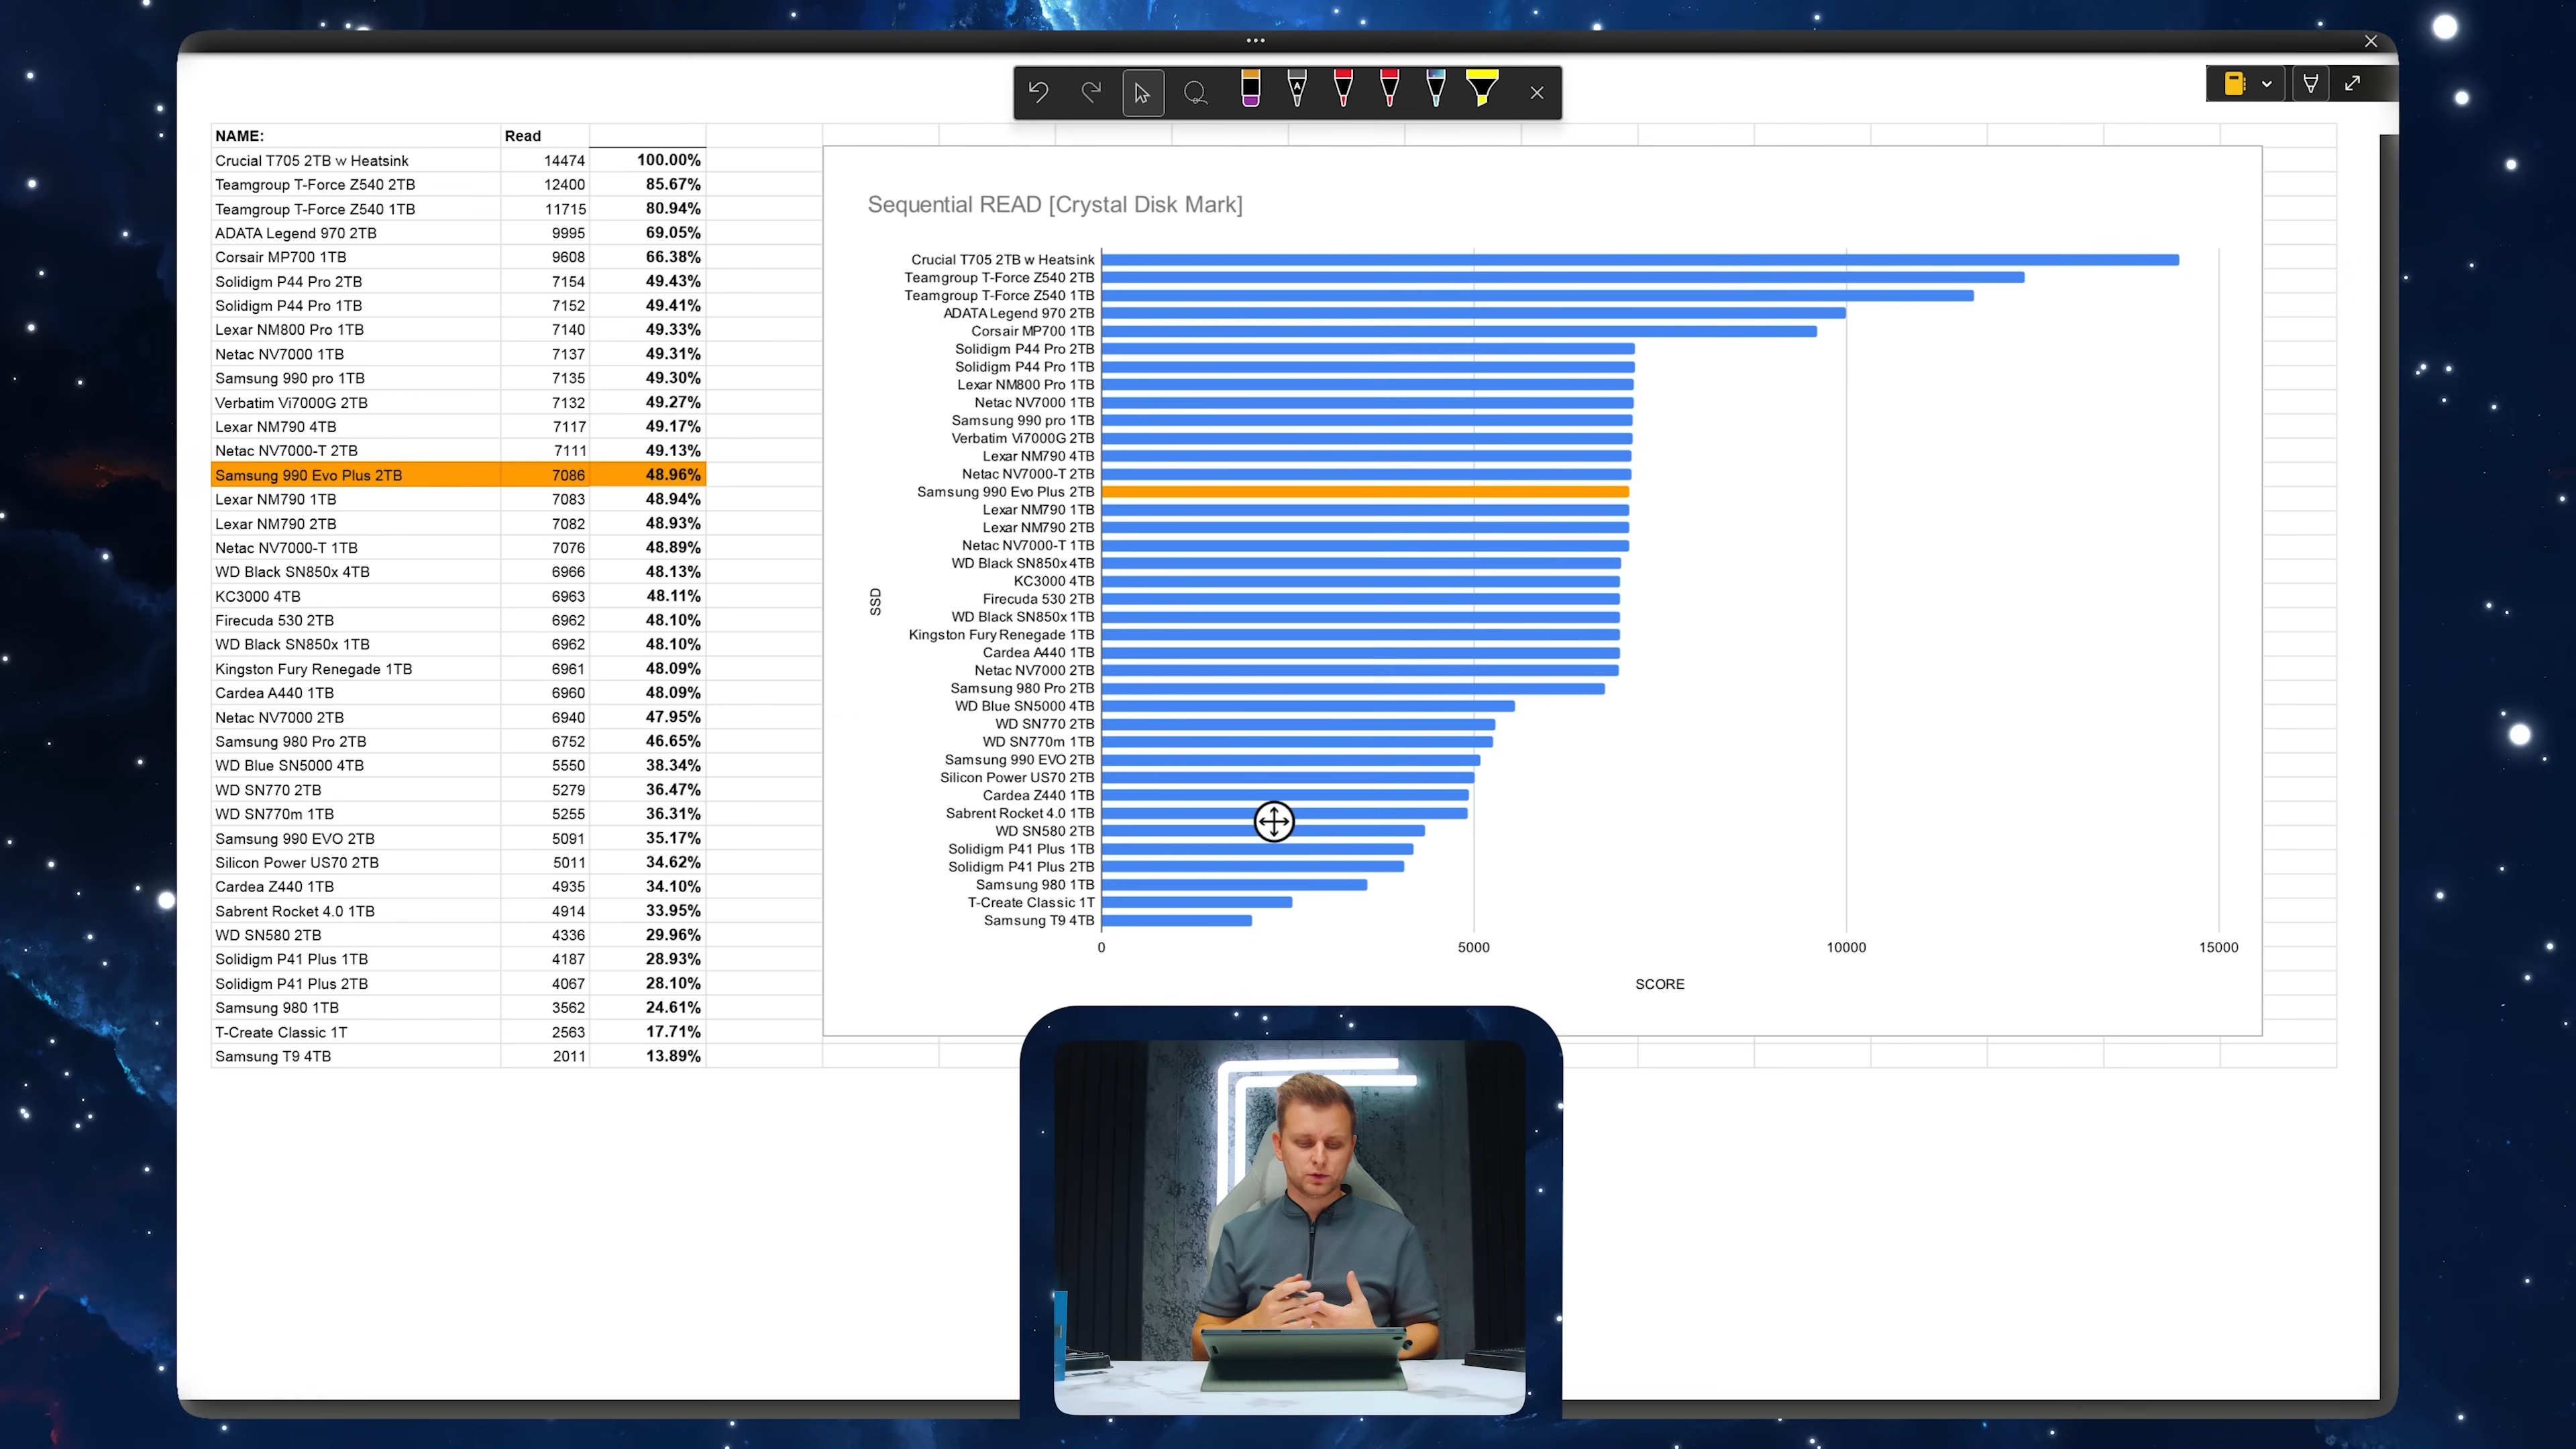 NAME: Read
Crucial T705 2TB w Heatsink 14474 100.00%
Teamgroup T-Force Z540 2TB 12400 85.67%
Teamgroup T-Force Z540 1TB 11715 80.94%
ADATA Legend 970 2TB 9995 69.05%
Corsair MP700 1TB 9608 66.38%
Solidigm P44 Pro 2TB 7154 49.43%
Solidigm P44 Pro 1TB 7152 49.41%
Lexar NM800 Pro 1TB 7140 49.33%
Netac NV7000 1TB 7137 49.31%
Samsung 990 pro 1TB 7135 49.30%
Verbatim Vi7000G 2TB 7132 49.27%
Lexar NM790 4TB 7117 49.17%
Netac NV7000-T 2TB 7111 49.13%
Samsung 990 Evo Plus 2TB 7086 48.96%
Lexar NM790 1TB 7083 48.94%
Lexar NM790 2TB 7082 48.93%
Netac NV7000-T 1TB 7076 48.89%
WD Black SN850x 4TB 6966 48.13%
KC3000 4TB 6963 48.11%
Firecuda 530 2TB 6962 48.10%
WD Black SN850x 1TB 6962 48.10%
Kingston Fury Renegade 1TB 6961 48.09%
Cardea A440 1TB 6960 48.09%
Netac NV7000 2TB 6940 47.95%
Samsung 980 Pro 2TB 6752 46.65%
WD Blue SN5000 4TB 5550 38.34%
WD SN770 2TB 5279 36.47%
WD SN770m 1TB 5255 36.31%
Samsung 990 EVO 2TB 5091 35.17%
Silicon Power US70 2TB 5011 34.62%
Cardea Z440 1TB 4935 34.10%
Sabrent Rocket 4.0 1TB 4914 33.95%
WD SN580 2TB 4336 29.96%
Solidigm P41 Plus 1TB 4187 28.93%
Solidigm P41 Plus 2TB 4067 28.10%
Samsung 980 1TB 3562 24.61%
T-Create Classic 1T 2563 17.71%
Samsung T9 4TB 2011 13.89%
Sequential READ [Crystal Disk Mark]
Crucial T705 2TB w Heatsink
Teamgroup T-Force Z540 2TB
Teamgroup T-Force Z540 1TB
ADATA Legend 970 2TB
Corsair MP700 1TB
Solidigm P44 Pro 2TB
Solidigm P44 Pro 1TB
Lexar NM800 Pro 1TB
Netac NV7000 1TB
Samsung 990 pro 1TB
Verbatim Vi7000G 2TB
Lexar NM790 4TB
Netac NV7000-T 2TB
Samsung 990 Evo Plus 2TB
Lexar NM790 1TB
Lexar NM790 2TB
Netac NV7000-T 1TB
WD Black SN850x 4TB
KC3000 4TB
Firecuda 530 2TB
WD Black SN850x 1TB
Kingston Fury Renegade 1TB
Cardea A440 1TB
Netac NV7000 2TB
Samsung 980 Pro 2TB
WD Blue SN5000 4TB
WD SN770 2TB
WD SN770m 1TB
Samsung 990 EVO 2TB
Silicon Power US70 2TB
Cardea Z440 1TB
Sabrent Rocket 4.0 1TB
WD SN580 2TB
Solidigm P41 Plus 1TB
Solidigm P41 Plus 2TB
Samsung 980 1TB
T-Create Classic 1T
Samsung T9 4TB
SSD
0 5000 10000 15000
SCORE